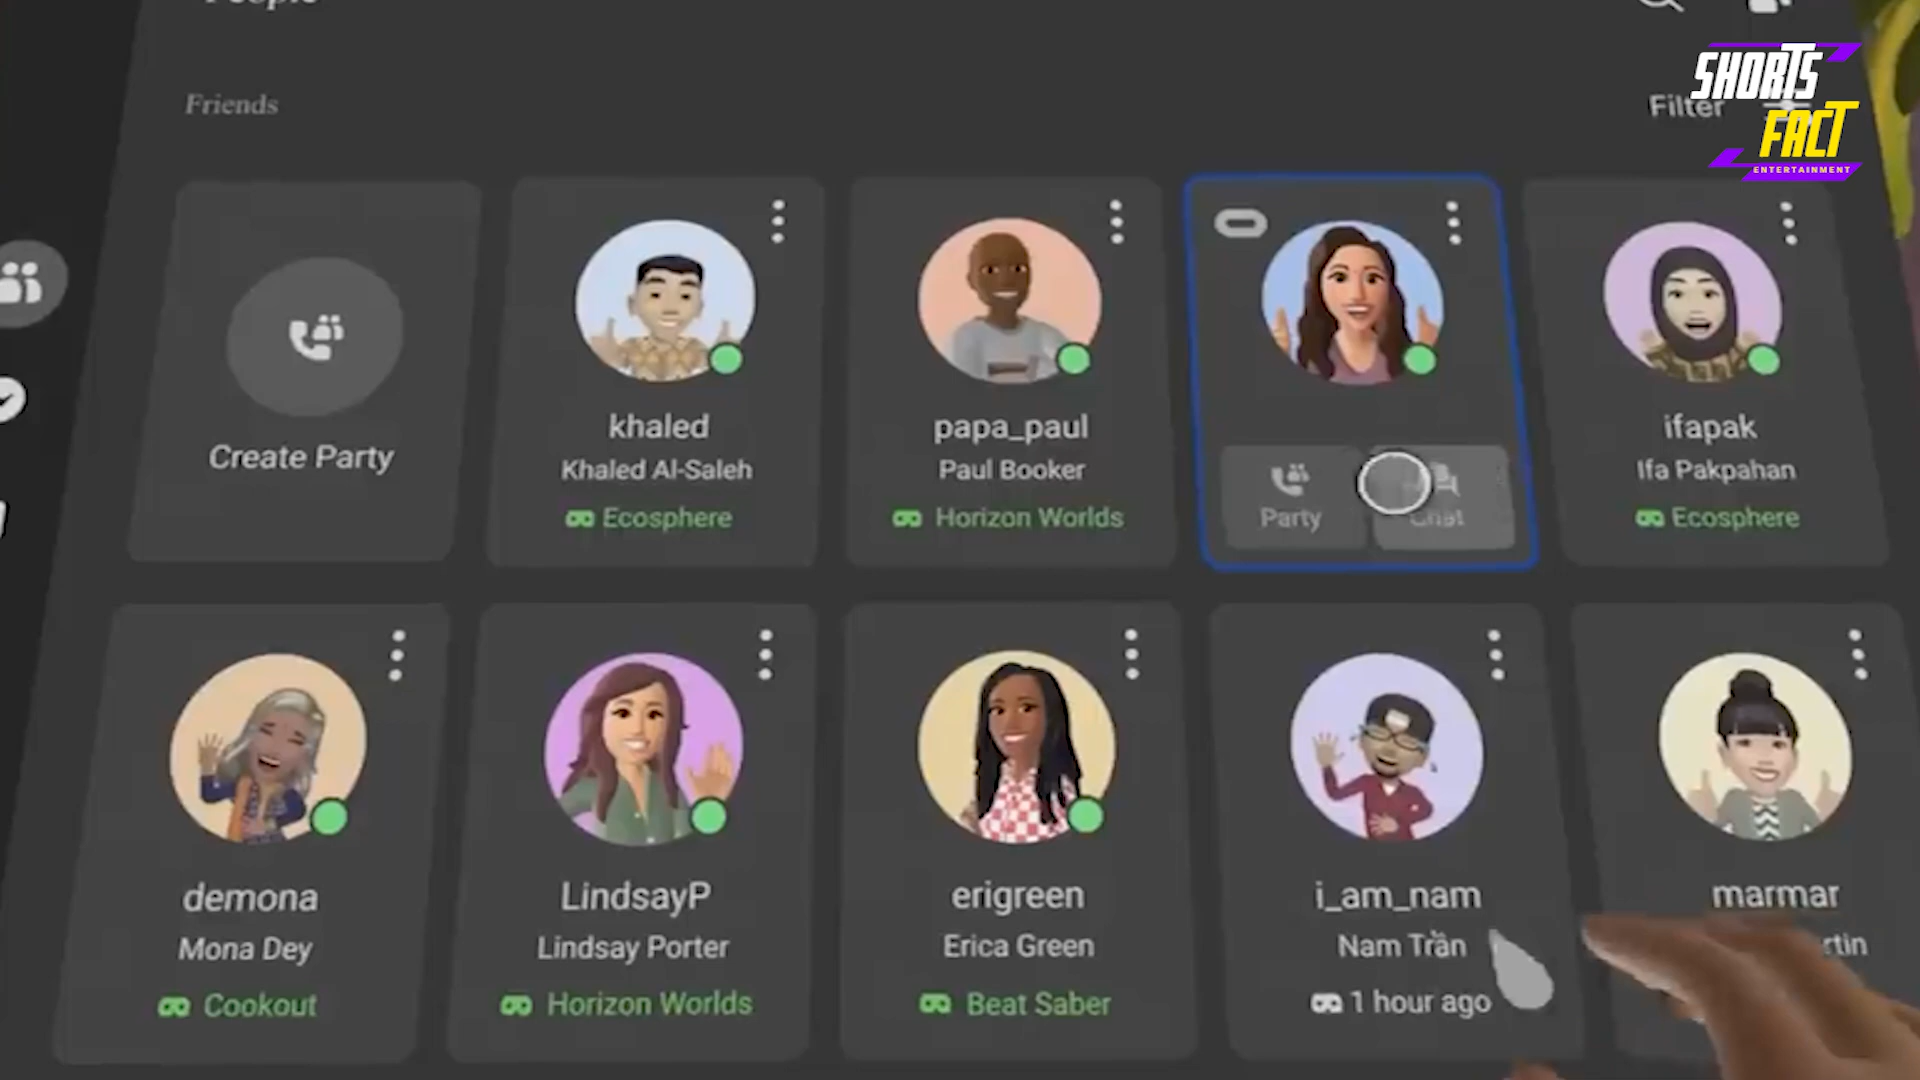 People
Friends
Filter
SHORTS
FACT
ENTERTAINMENT
Create Party
khaled
Khaled Al-Saleh
Ecosphere
papa_paul
Paul Booker
Horizon Worlds
Party
Chat
ifapak
Ifa Pakpahan
Ecosphere
demona
Mona Dey
Cookout
LindsayP
Lindsay Porter
Horizon Worlds
erigreen
Erica Green
Beat Saber
i_am_nam
Nam Trần
1 hour ago
marmar